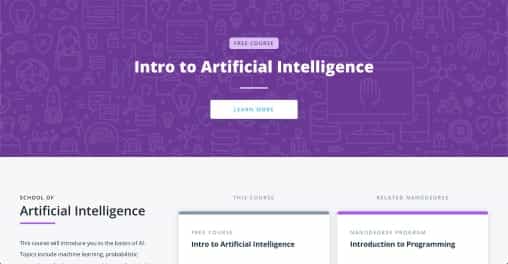 FREE COURSE
Intro to Artificial Intelligence
LEARN MORE
SCHOOL OF
Artificial Intelligence
This course will introduce you to the basics of AI.
Topics include machine learning, probabilistic
THIS COURSE
FREE COURSE
Intro to Artificial Intelligence
RELATED NANODEGREE
NANODEGREE PROGRAM
Introduction to Programming